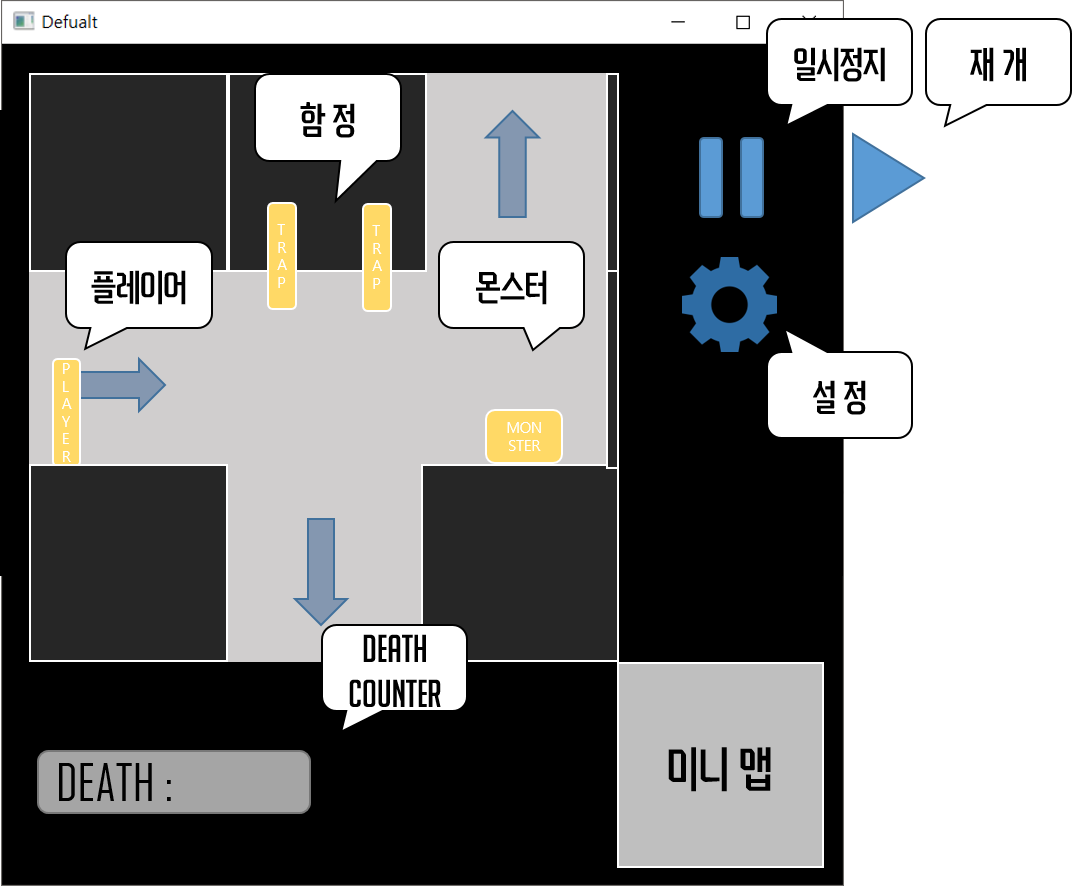 Defualt
일시정지
재 개
함 정
TRAP
TRAP
플레이어
몬스터
PLAYER
MON
STER
설 정
DEATH
COUNTER
DEATH :
미니 맵